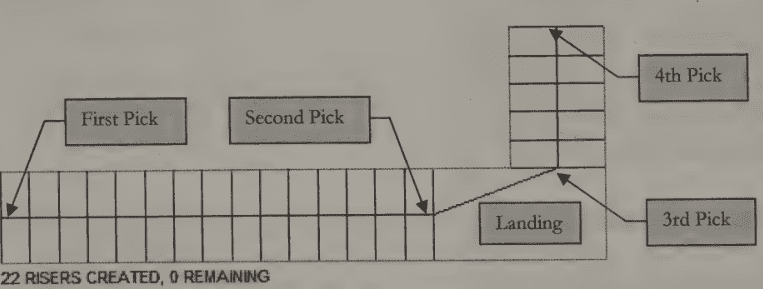 4th Pick
First Pick
Second Pick
Landing
3rd Pick
22 RISERS CREATED, 0 REMAINING